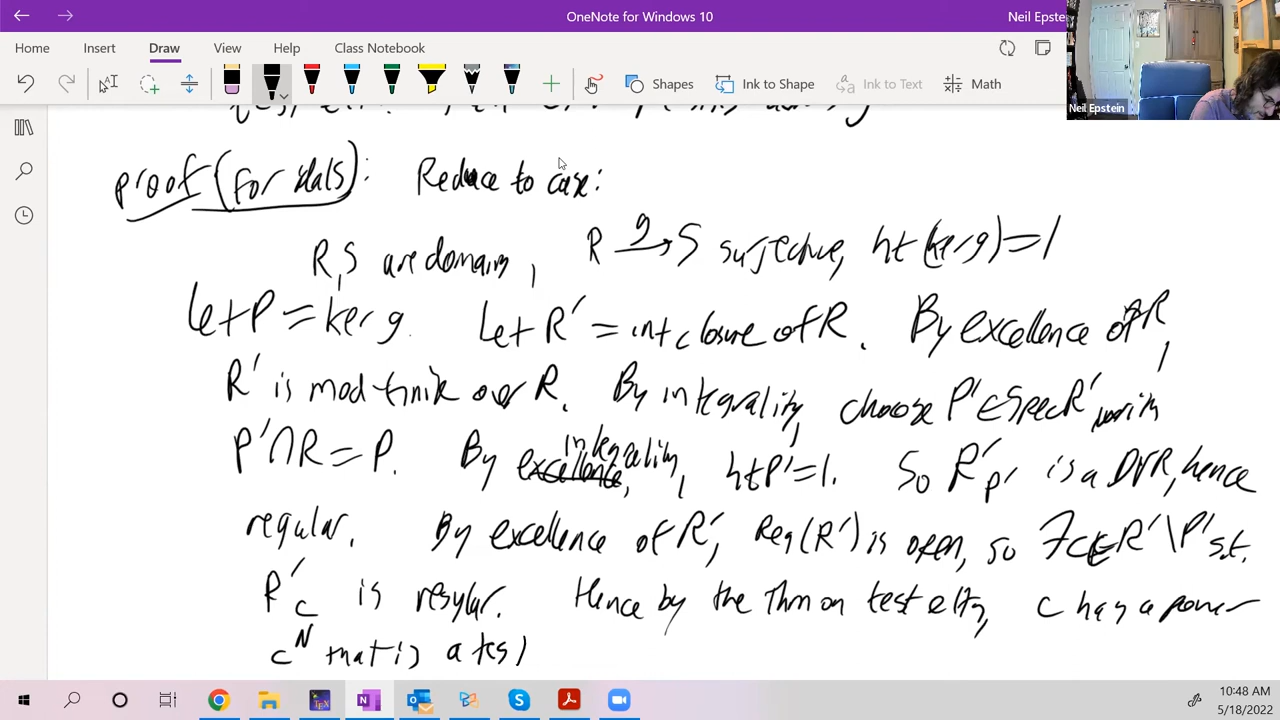 OneNote for Windows 10
Neil Epste
Home Insert Draw View Help Class Notebook
Shapes Ink to Shape Ink to Text Math
Neil Epstein
proof (for ideals): Reduce to case:
R, S are domains, R →g S surjective, ht(ker g) = 1
Let P = ker g. Let R' = int closure of R. By excellence of R,
R' is mod-finite over R. By integrality, choose P' ∈ Spec R' with
P' ∩ R = P. By integrality, ht P' = 1. So R'_P' is a DVR, hence
regular. By excellence of R', Reg(R') is open, so ∃ c ∈ R' \ P' s.t.
R'_c is regular. Hence by the Thm on test elts, c has a power
c^N that is a test
10:48 AM
5/18/2022